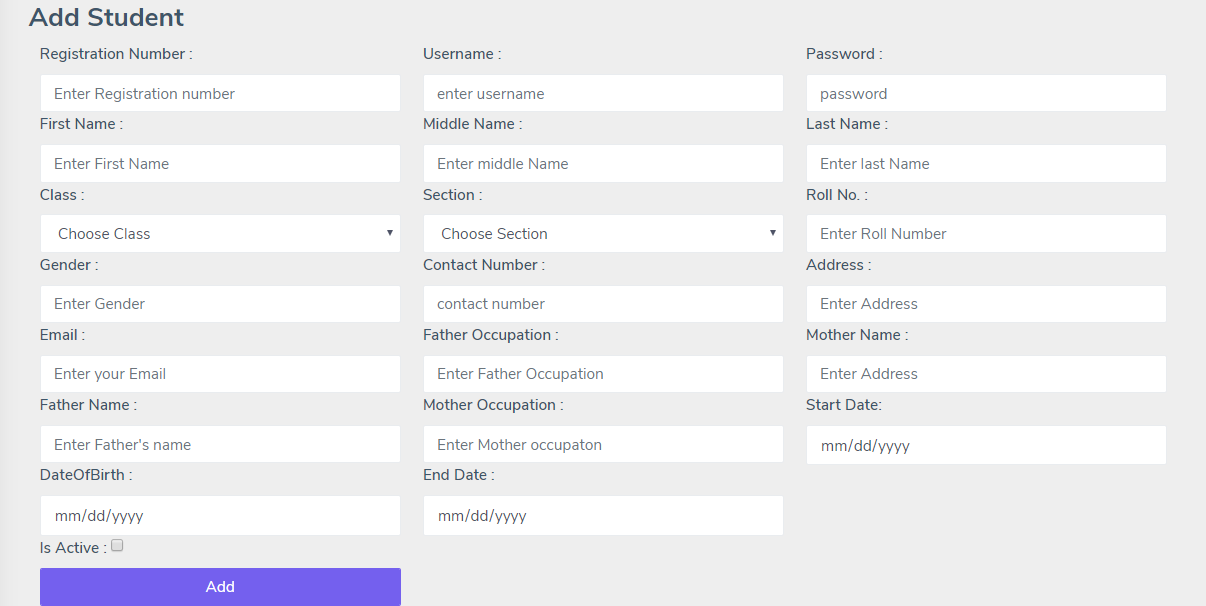 Add Student
Registration Number : Username : Password :
Enter Registration number enter username password
First Name : Middle Name : Last Name :
Enter First Name Enter middle Name Enter last Name
Class : Section : Roll No. :
Choose Class Choose Section Enter Roll Number
Gender : Contact Number : Address :
Enter Gender contact number Enter Address
Email : Father Occupation : Mother Name :
Enter your Email Enter Father Occupation Enter Address
Father Name : Mother Occupation : Start Date:
Enter Father's name Enter Mother occupaton mm/dd/yyyy
DateOfBirth : End Date :
mm/dd/yyyy mm/dd/yyyy
Is Active :
Add